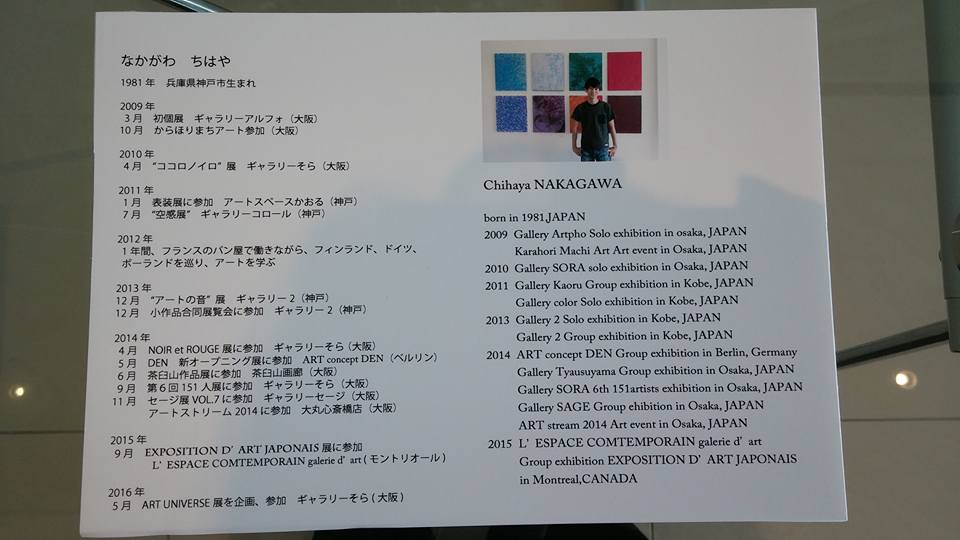 なかがわ　ちはや
1981 年　兵庫県神戸市生まれ
2009 年
3 月　初個展　ギャラリーアルフォ（大阪）
10 月　からほりまちアート参加（大阪）
2010 年
4 月　“ココロノイロ” 展　ギャラリーそら（大阪）
2011 年
1 月　表装展に参加　アートスペースかおる（神戸）
7 月　“空感展”　ギャラリーコロール（神戸）
2012 年
1 年間、フランスのパン屋で働きながら、フィンランド、ドイツ、
ポーランドを巡り、アートを学ぶ
2013 年
12 月　“アートの音” 展　ギャラリー 2（神戸）
12 月　小作品合同展覧会に参加　ギャラリー 2（神戸）
2014 年
4 月　NOIR et ROUGE 展に参加　ギャラリーそら（大阪）
5 月　DEN　新オープニング展に参加　ART concept DEN（ベルリン）
6 月　茶臼山作品展に参加　茶臼山画廊（大阪）
9 月　第 6 回 151 人展に参加　ギャラリーそら（大阪）
11 月　セージ展 VOL.7 に参加　ギャラリーセージ（大阪）
アートストリーム 2014 に参加　大丸心斎橋店（大阪）
2015 年
9 月　EXPOSITION D’ ART JAPONAIS 展に参加
L’ ESPACE COMTEMPORAIN galerie d’ art ( モントリオール )
2016 年
5 月　ART UNIVERSE 展を企画、参加　ギャラリーそら ( 大阪 )
Chihaya NAKAGAWA
born in 1981,JAPAN
2009 Gallery Artpho Solo exhibition in osaka, JAPAN
Karahori Machi Art Art event in Osaka, JAPAN
2010 Gallery SORA solo exhibition in Osaka, JAPAN
2011 Gallery Kaoru Group exhibition in Kobe, JAPAN
Gallery color Solo exhibition in Kobe, JAPAN
2013 Gallery 2 Solo exhibition in Kobe, JAPAN
Gallery 2 Group exhibition in Kobe, JAPAN
2014 ART concept DEN Group exhibition in Berlin, Germany
Gallery Tyausuyama Group exhibition in Osaka, JAPAN
Gallery SORA 6th 151artists exhibition in Osaka, JAPAN
Gallery SAGE Group ehibition in Osaka, JAPAN
ART stream 2014 Art event in Osaka, JAPAN
2015 L’ ESPACE COMTEMPORAIN galerie d’ art
Group exhibition EXPOSITION D’ ART JAPONAIS
in Montreal,CANADA